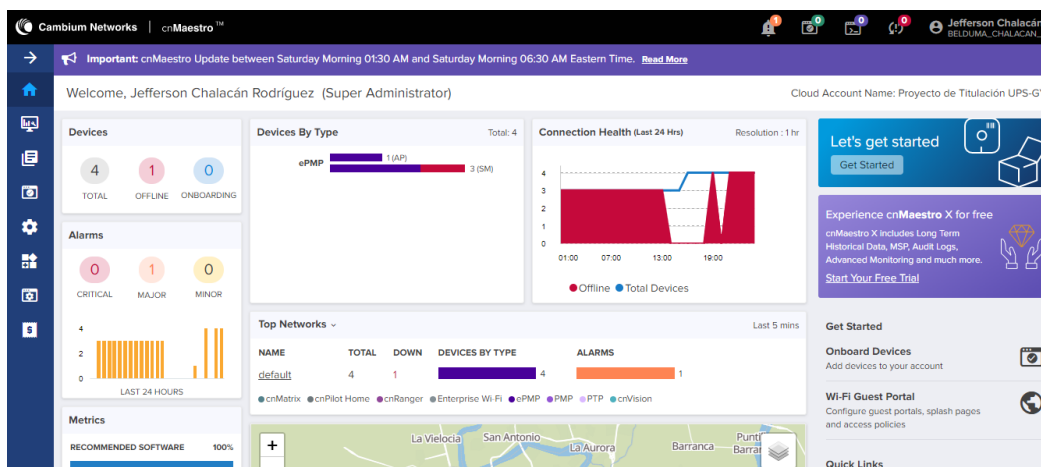 Cambium Networks | cnMaestro™
1 0 0 0
Jefferson Chalacán
BELDUMA_CHALACAN_
Important: cnMaestro Update between Saturday Morning 01:30 AM and Saturday Morning 06:30 AM Eastern Time. Read More
Welcome, Jefferson Chalacán Rodríguez (Super Administrator)
Cloud Account Name: Proyecto de Titulación UPS-G
Devices
4 1 0
TOTAL OFFLINE ONBOARDING
Alarms
0 1 0
CRITICAL MAJOR MINOR
4
2
0
LAST 24 HOURS
Metrics
RECOMMENDED SOFTWARE 100%
Devices By Type Total: 4
1 (AP)
ePMP
3 (SM)
Connection Health (Last 24 Hrs) Resolution : 1 hr
4
3
2
1
0
01:00 07:00 13:00 19:00
Offline Total Devices
Top Networks Last 5 mins
NAME TOTAL DOWN DEVICES BY TYPE ALARMS
default 4 1 4 1
cnMatrix cnPilot Home cnRanger Enterprise Wi-Fi ePMP PMP PTP cnVision
+
La Vielocia San Antonio La Aurora Barranca
Let's get started
Get Started
Experience cnMaestro X for free
cnMaestro X includes Long Term
Historical Data, MSP, Audit Logs,
Advanced Monitoring and much more.
Start Your Free Trial
Get Started
Onboard Devices
Add devices to your account
Wi-Fi Guest Portal
Configure guest portals, splash pages
and access policies
Quick Links